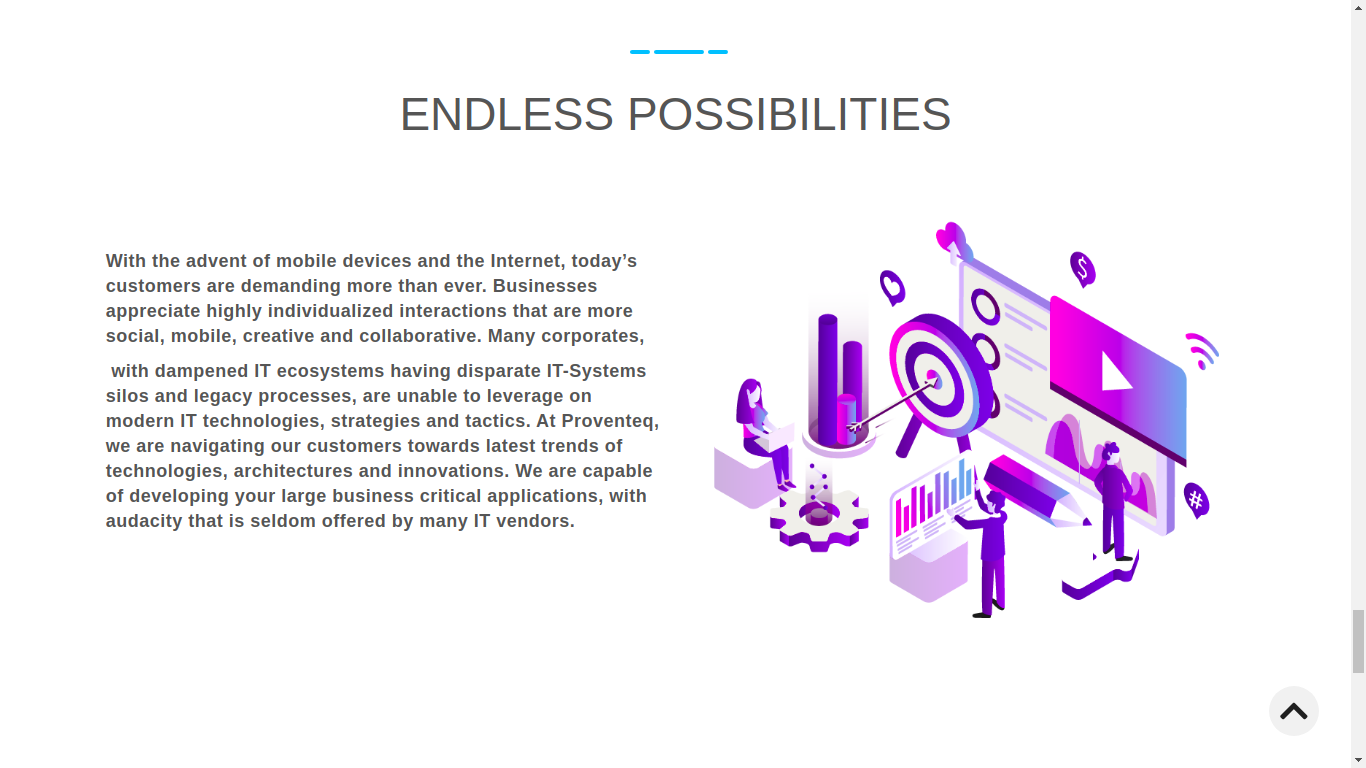 ENDLESS POSSIBILITIES
With the advent of mobile devices and the Internet, today’s
customers are demanding more than ever. Businesses
appreciate highly individualized interactions that are more
social, mobile, creative and collaborative. Many corporates,
with dampened IT ecosystems having disparate IT-Systems
silos and legacy processes, are unable to leverage on
modern IT technologies, strategies and tactics. At Proventeq,
we are navigating our customers towards latest trends of
technologies, architectures and innovations. We are capable
of developing your large business critical applications, with
audacity that is seldom offered by many IT vendors.
$
#